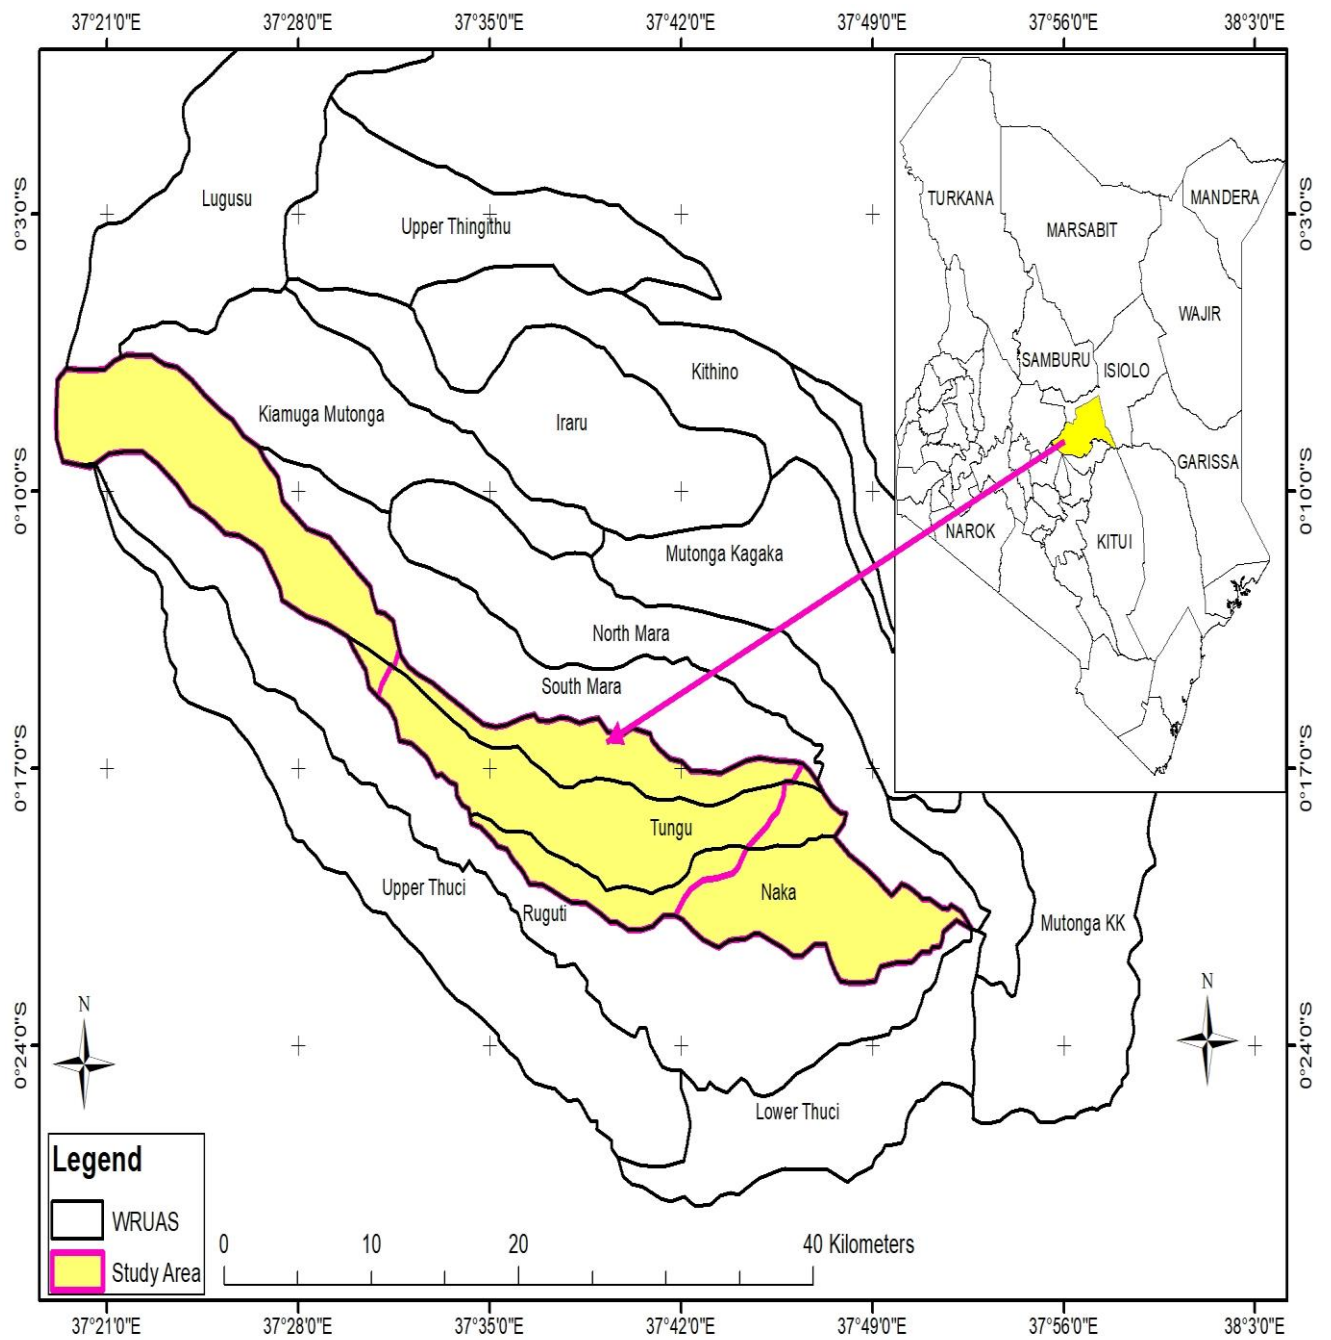 37°21'0"E 37°28'0"E 37°35'0"E 37°42'0"E 37°49'0"E 37°56'0"E 38°3'0"E
0°3'0"S
0°10'0"S
0°17'0"S
0°24'0"S
Lugusu
Upper Thingithu
Kithino
Kiamuga Mutonga
Iraru
Mutonga Kagaka
North Mara
South Mara
Tungu
Naka
Upper Thuci
Ruguti
Mutonga KK
Lower Thuci
TURKANA
MANDERA
MARSABIT
WAJIR
SAMBURU
ISIOLO
GARISSA
NAROK
KITUI
0°3'0"S
0°10'0"S
0°17'0"S
0°24'0"S
N
N
Legend
WRUAS
Study Area
0 10 20 40 Kilometers
37°21'0"E 37°28'0"E 37°35'0"E 37°42'0"E 37°49'0"E 37°56'0"E 38°3'0"E